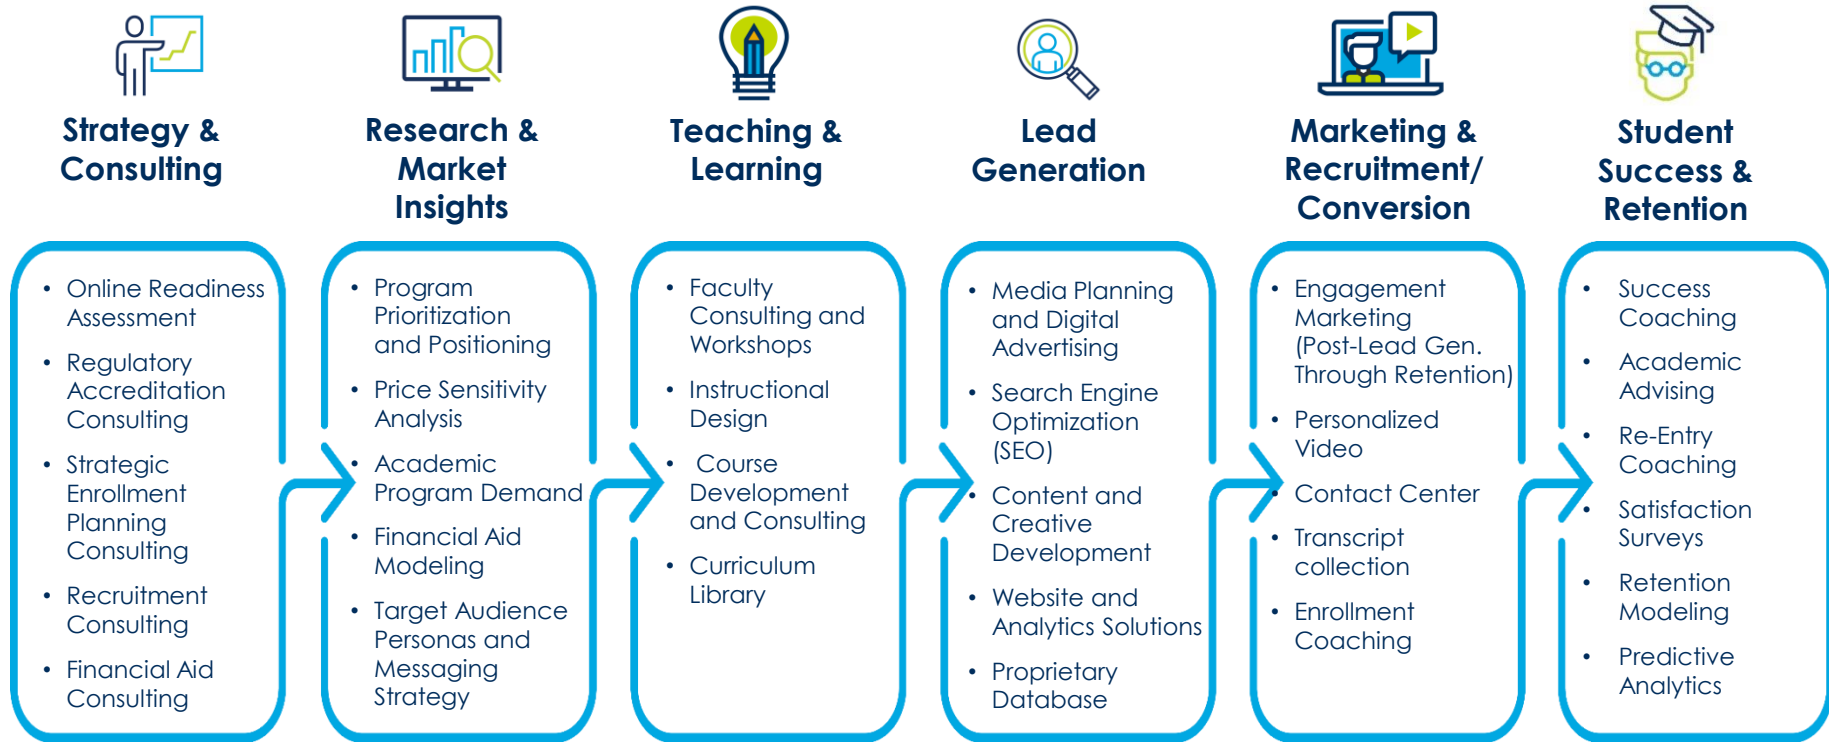 Strategy &
Consulting
Research &
Market
Insights
Teaching &
Learning
Lead
Generation
Marketing &
Recruitment/
Conversion
Student
Success &
Retention
• Online Readiness
Assessment
• Regulatory
Accreditation
Consulting
• Strategic
Enrollment
Planning
Consulting
• Recruitment
Consulting
• Financial Aid
Consulting
• Program
Prioritization
and Positioning
• Price Sensitivity
Analysis
• Academic
Program Demand
• Financial Aid
Modeling
• Target Audience
Personas and
Messaging
Strategy
• Faculty
Consulting and
Workshops
• Instructional
Design
• Course
Development
and Consulting
• Curriculum
Library
• Media Planning
and Digital
Advertising
• Search Engine
Optimization
(SEO)
• Content and
Creative
Development
• Website and
Analytics Solutions
• Proprietary
Database
• Engagement
Marketing
(Post-Lead Gen.
Through Retention)
• Personalized
Video
• Contact Center
• Transcript
collection
• Enrollment
Coaching
• Success
Coaching
• Academic
Advising
• Re-Entry
Coaching
• Satisfaction
Surveys
• Retention
Modeling
• Predictive
Analytics